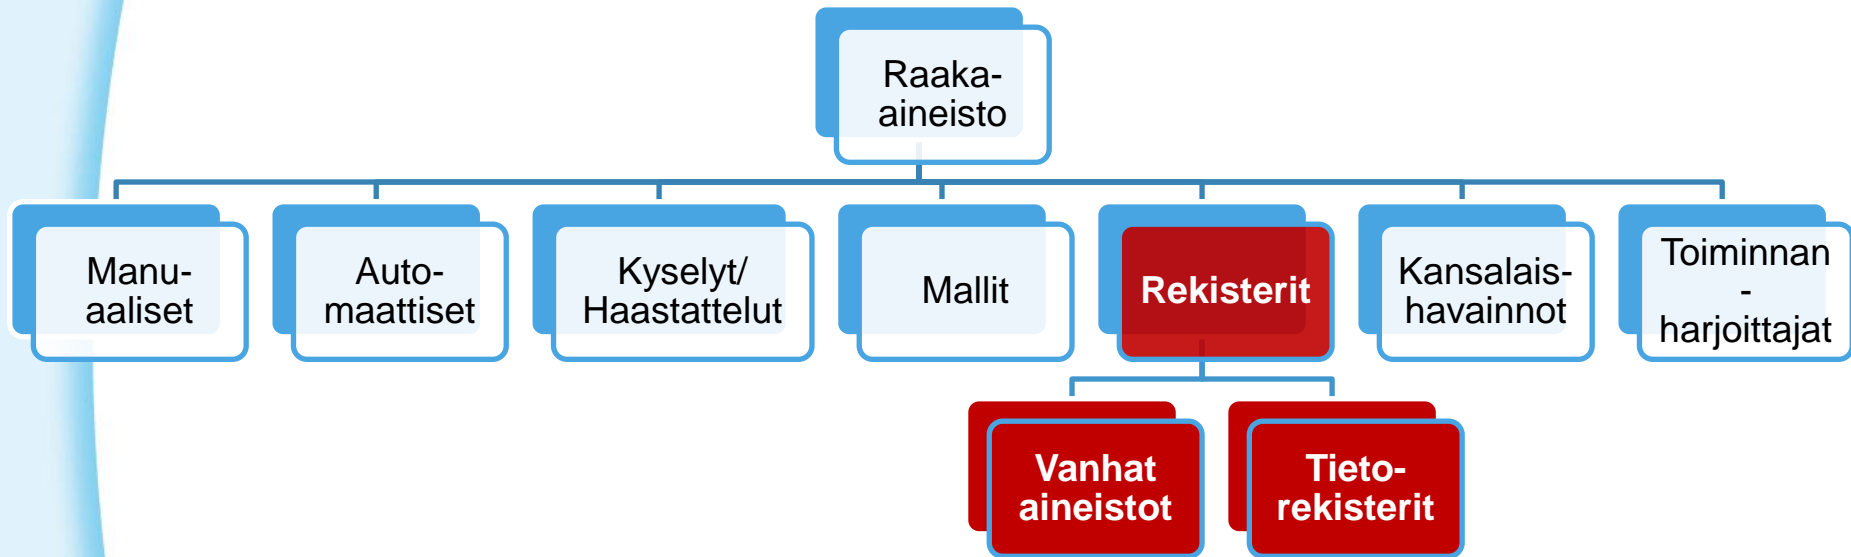 Raaka-
aineisto
Manu-
aaliset
Auto-
maattiset
Kyselyt/
Haastattelut
Mallit
Rekisterit
Kansalais-
havainnot
Toiminnan
-
harjoittajat
Vanhat
aineistot
Tieto-
rekisterit